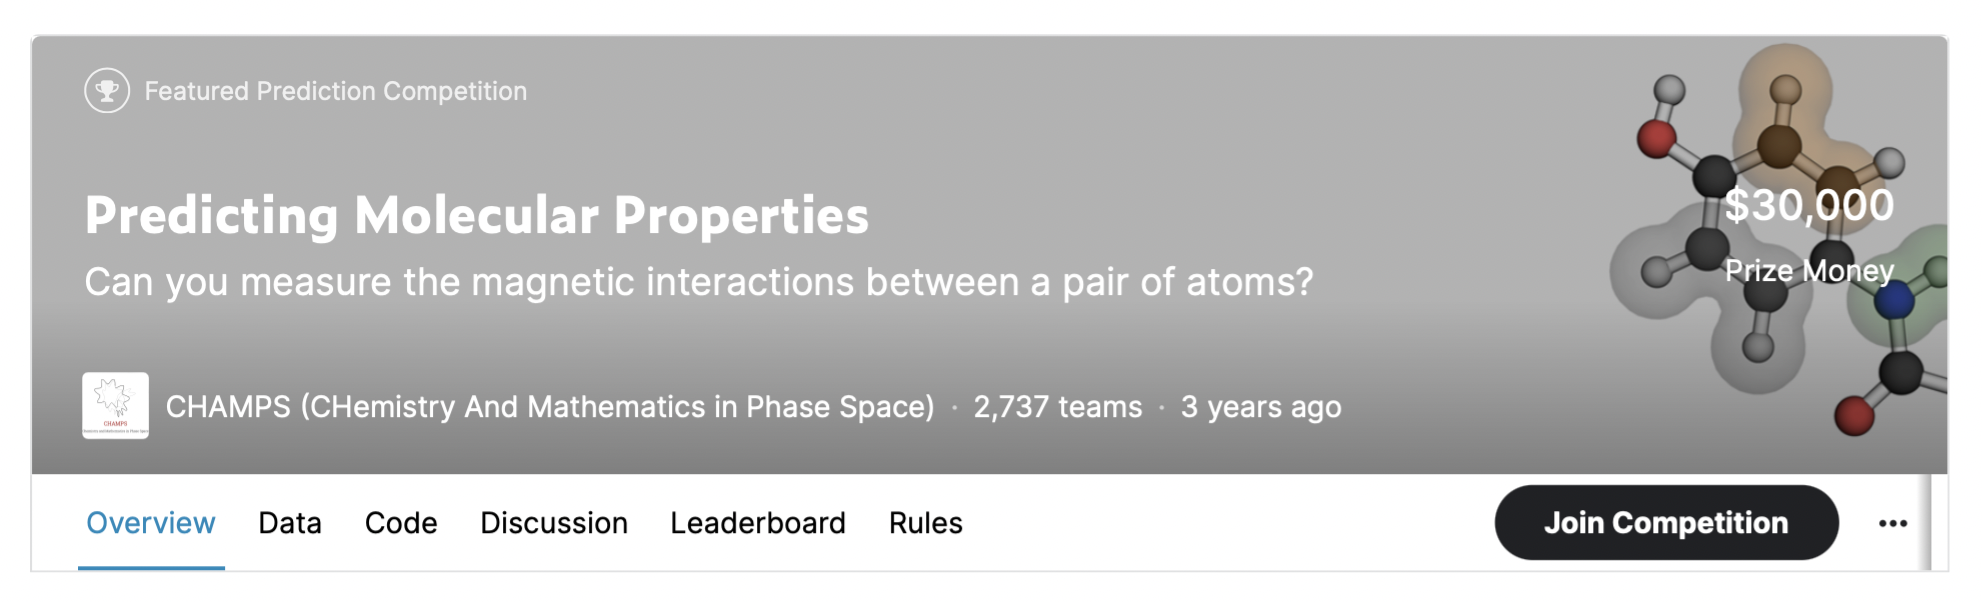 Featured Prediction Competition
Predicting Molecular Properties
Can you measure the magnetic interactions between a pair of atoms?
$30,000
Prize Money
CHAMPS
CHAMPS (CHemistry And Mathematics in Phase Space) · 2,737 teams · 3 years ago
Overview Data Code Discussion Leaderboard Rules Join Competition ...